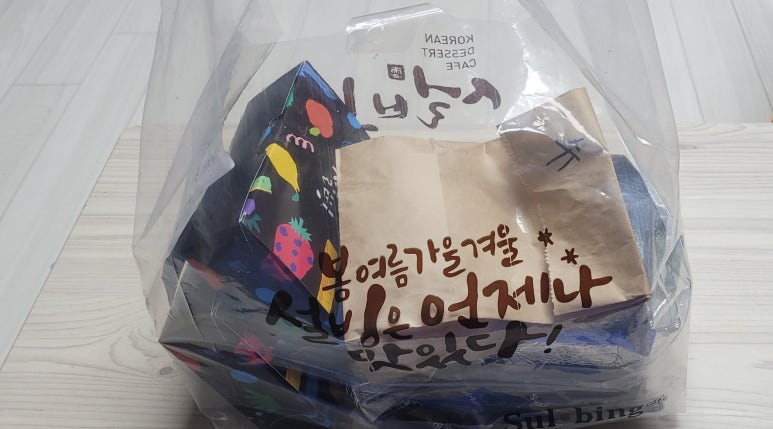 KOREAN
DESSERT
CAFE
설빙
봄여름가을겨울
설빙은 언제나
맛있다!
Sul bing cafe